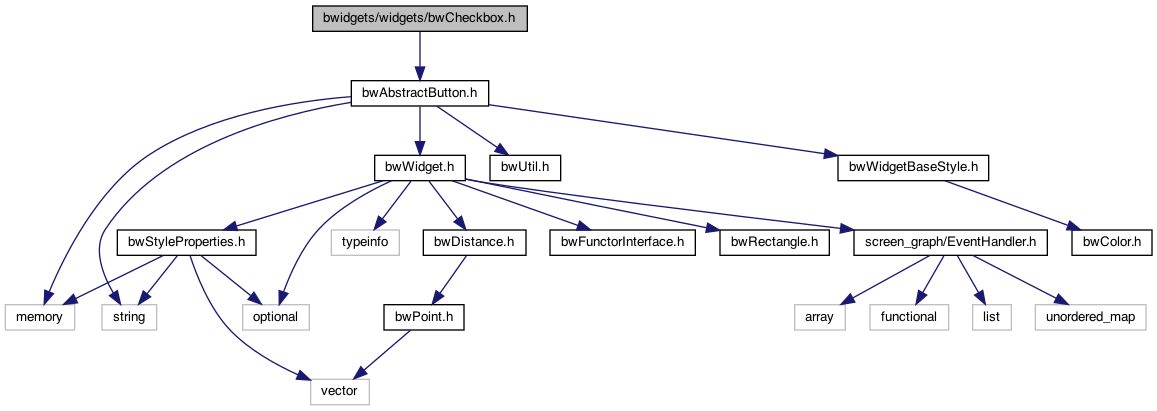 bwidgets/widgets/bwCheckbox.h
bwAbstractButton.h
bwWidget.h
bwUtil.h
bwWidgetBaseStyle.h
bwStyleProperties.h
typeinfo
bwDistance.h
bwFunctorInterface.h
bwRectangle.h
screen_graph/EventHandler.h
bwColor.h
memory
string
optional
bwPoint.h
array
functional
list
unordered_map
vector